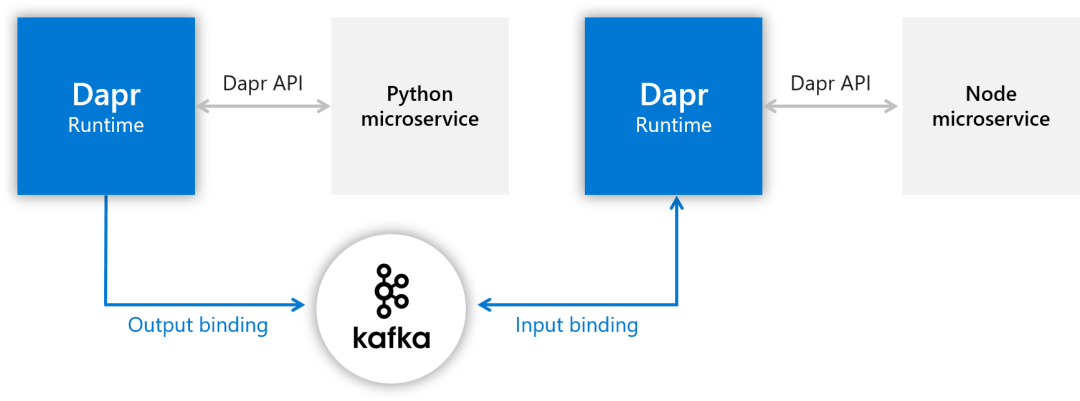 Dapr
Runtime
Dapr API
Python
microservice
Dapr
Runtime
Dapr API
Node
microservice
Output binding
kafka
Input binding